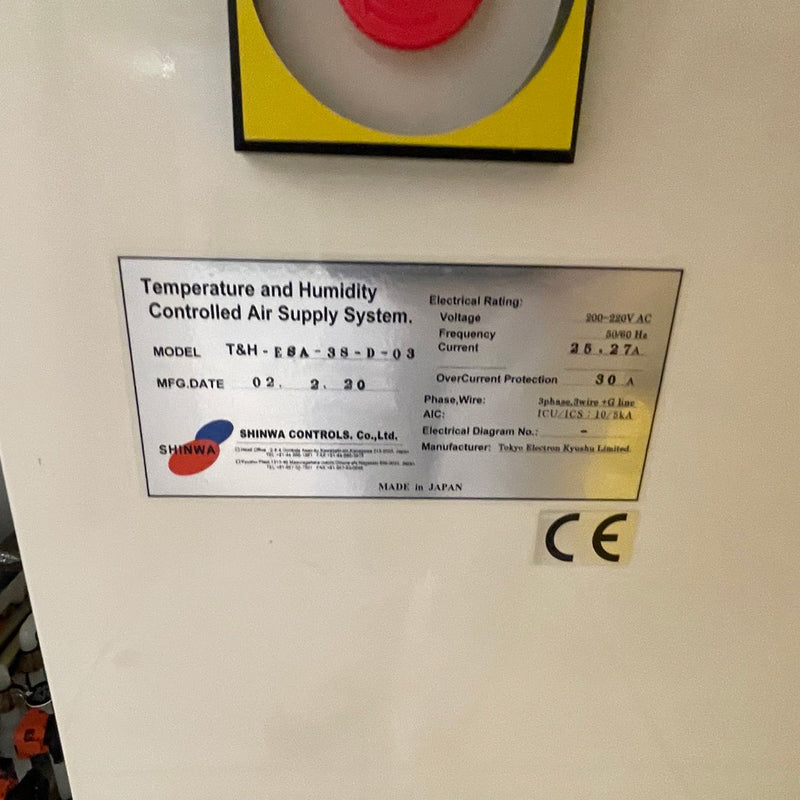 Temperature and Humidity
Controlled Air Supply System.
MODEL T&H-ESA-3S-D-03
MFG.DATE 02. 2. 20
SHINWA
SHINWA CONTROLS. Co.,Ltd.
Electrical Rating:
Voltage 200-220V AC
Frequency 50/60 Hz
Current 25.27A
OverCurrent Protection 30 A
Phase,Wire: 3phase,3wire +G line
AIC: ICU/ICS : 10/5kA
Electrical Diagram No.: -
Manufacturer: Tokyo Electron Kyushu Limited.
MADE in JAPAN
CE